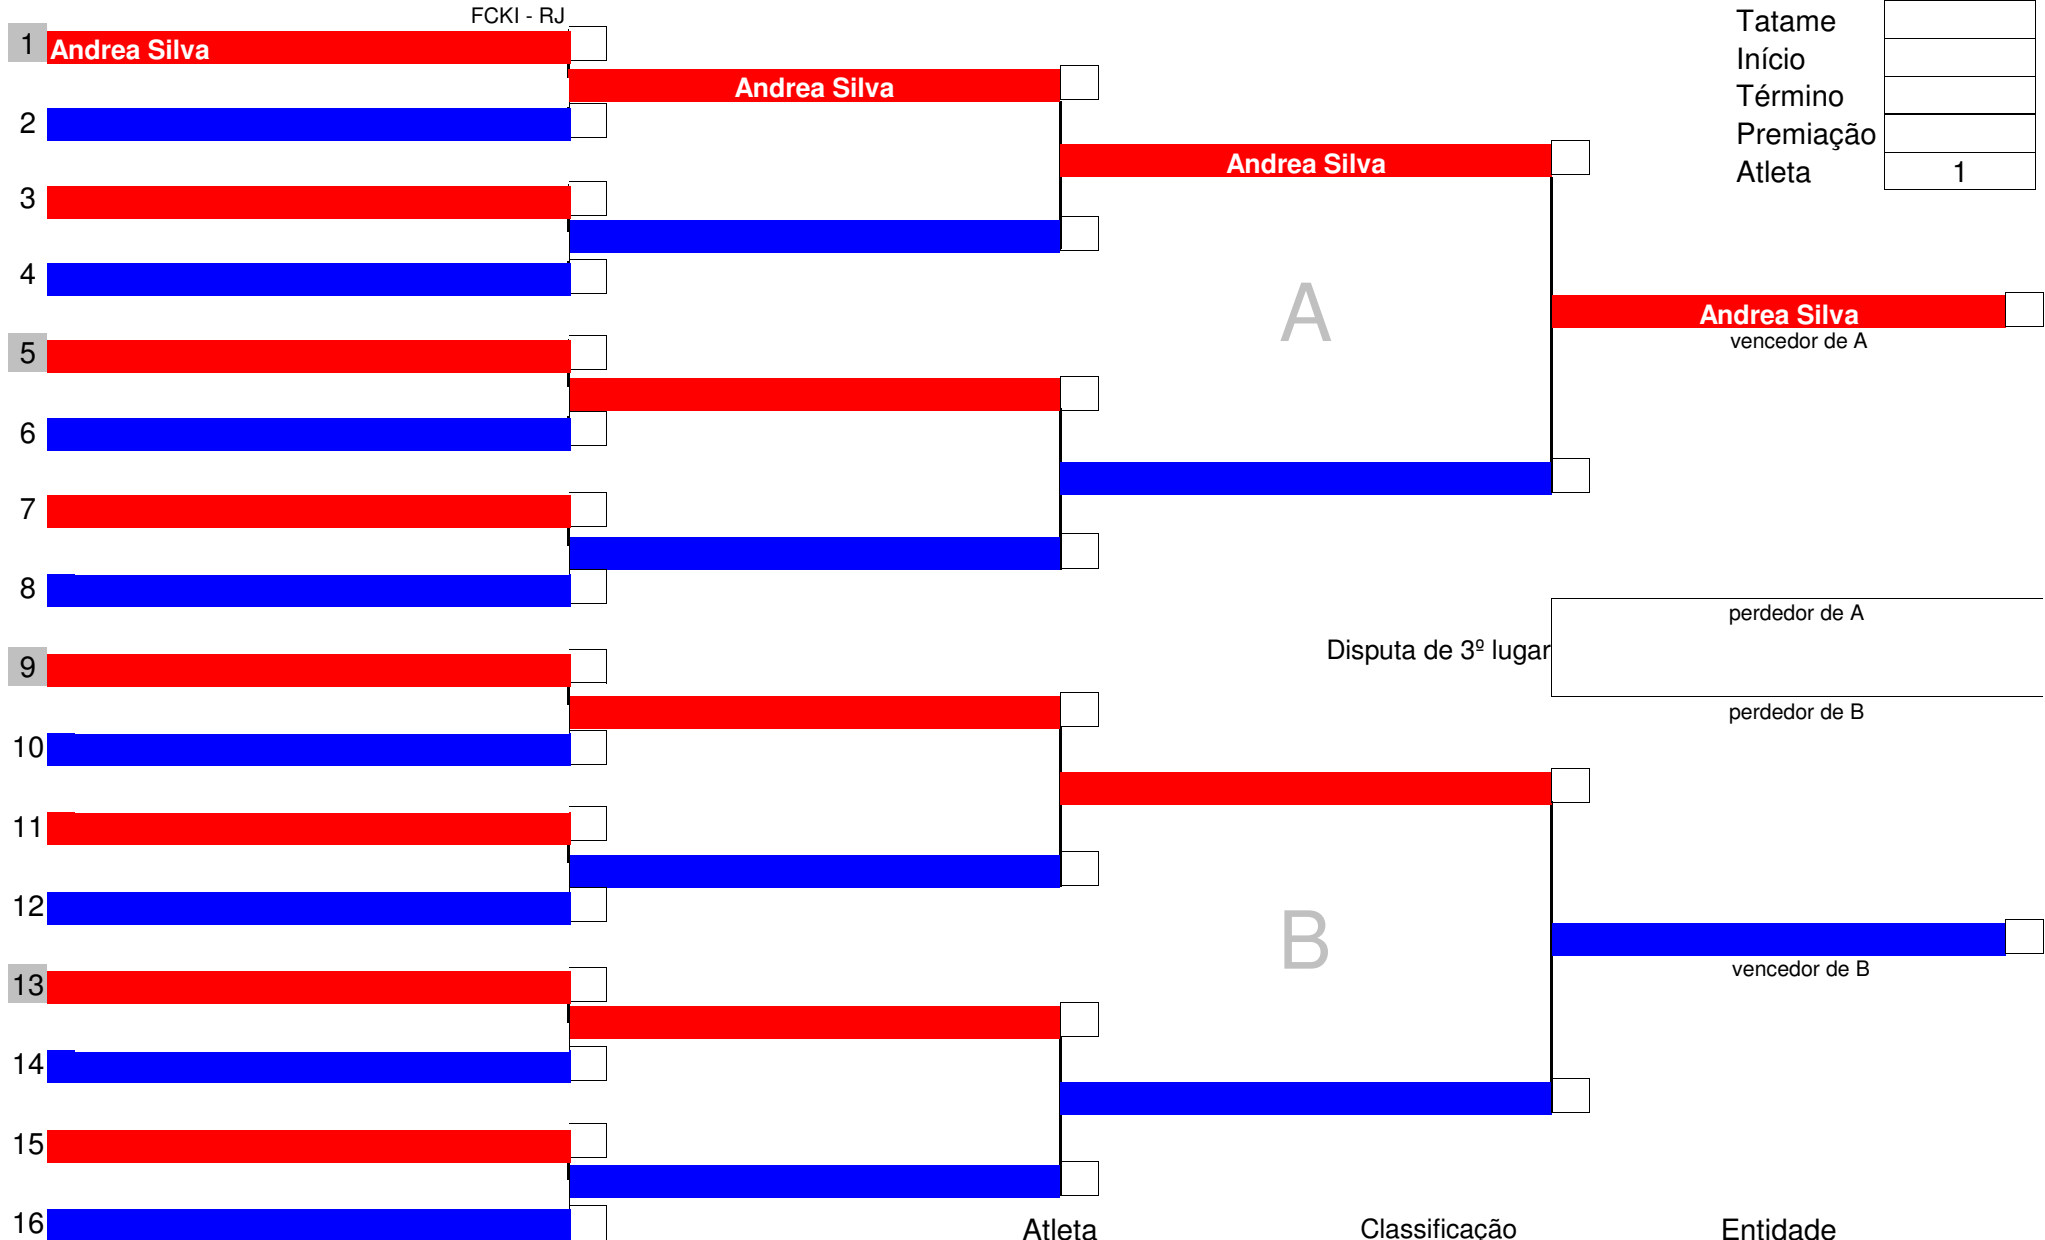 FCKI - RJ
Tatame
Início
Término
Premiação
Atleta 1
1 Andrea Silva
Andrea Silva
2
Andrea Silva
3
4
Andrea Silva
vencedor de A
A
5
6
7
8
perdedor de A
Disputa de 3º lugar
9
perdedor de B
10
11
12
B
vencedor de B
13
14
15
16
Atleta Classificação Entidade